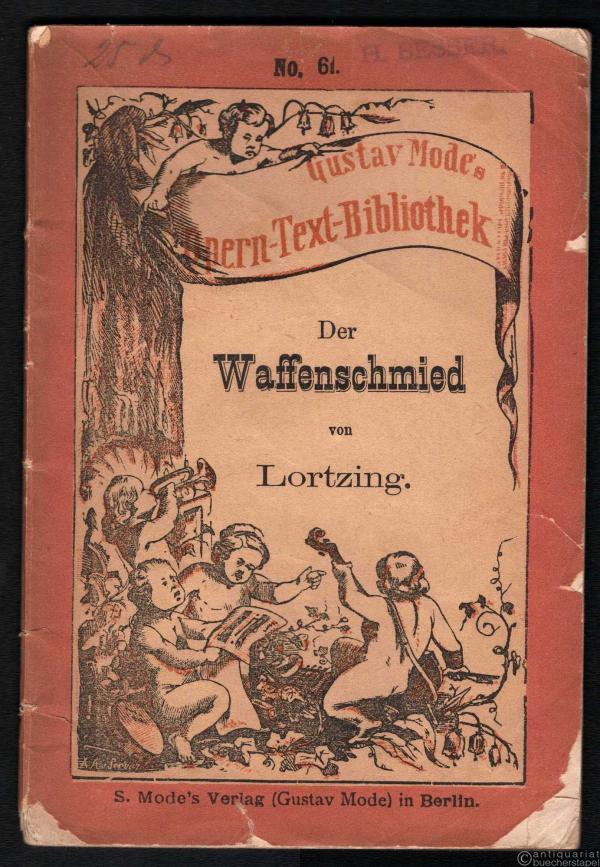 25
H. BESSER.
No. 61.
Gustav Mode's
Opern-Text-Bibliothek
Der
Waffenschmied
von
Lortzing.
S. Mode's Verlag (Gustav Mode) in Berlin.
©antiquariat
buecherstapel